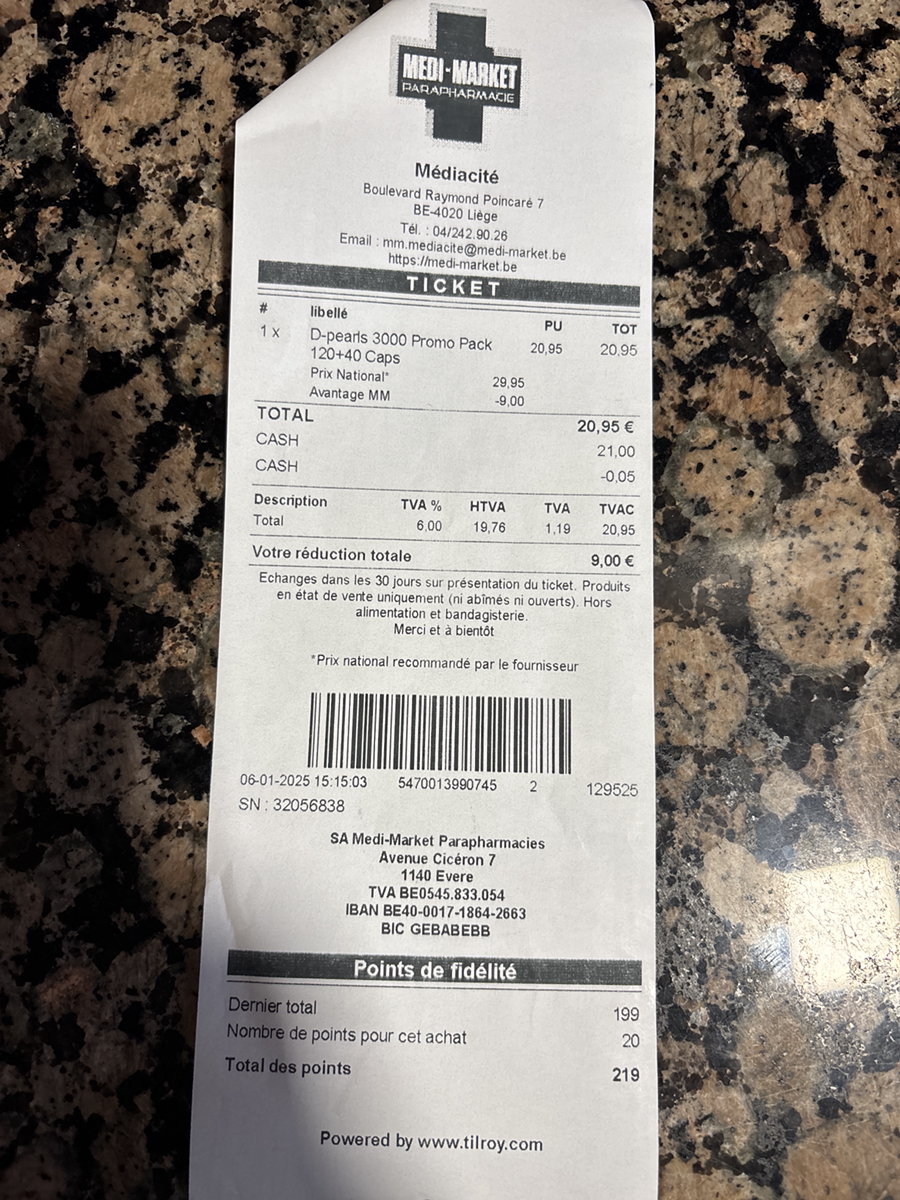 MEDI-MARKET
PARAPHARMACIE
Médiacité
Boulevard Raymond Poincaré 7
BE-4020 Liège
Tél. : 04/242.90.26
Email : mm.mediacite@medi-market.be
https://medi-market.be
TICKET
# libellé PU TOT
1 x D-pearls 3000 Promo Pack 20,95 20,95
120+40 Caps
Prix National* 29,95
Avantage MM -9,00
TOTAL 20,95 €
CASH 21,00
CASH -0,05
Description TVA % HTVA TVA TVAC
Total 6,00 19,76 1,19 20,95
Votre réduction totale 9,00 €
Echanges dans les 30 jours sur présentation du ticket. Produits
en état de vente uniquement (ni abîmés ni ouverts). Hors
alimentation et bandagisterie.
Merci et à bientôt
*Prix national recommandé par le fournisseur
06-01-2025 15:15:03 5470013990745 2 129525
SN : 32056838
SA Medi-Market Parapharmacies
Avenue Cicéron 7
1140 Evere
TVA BE0545.833.054
IBAN BE40-0017-1864-2663
BIC GEBABEBB
Points de fidélité
Dernier total 199
Nombre de points pour cet achat 20
Total des points 219
Powered by www.tilroy.com